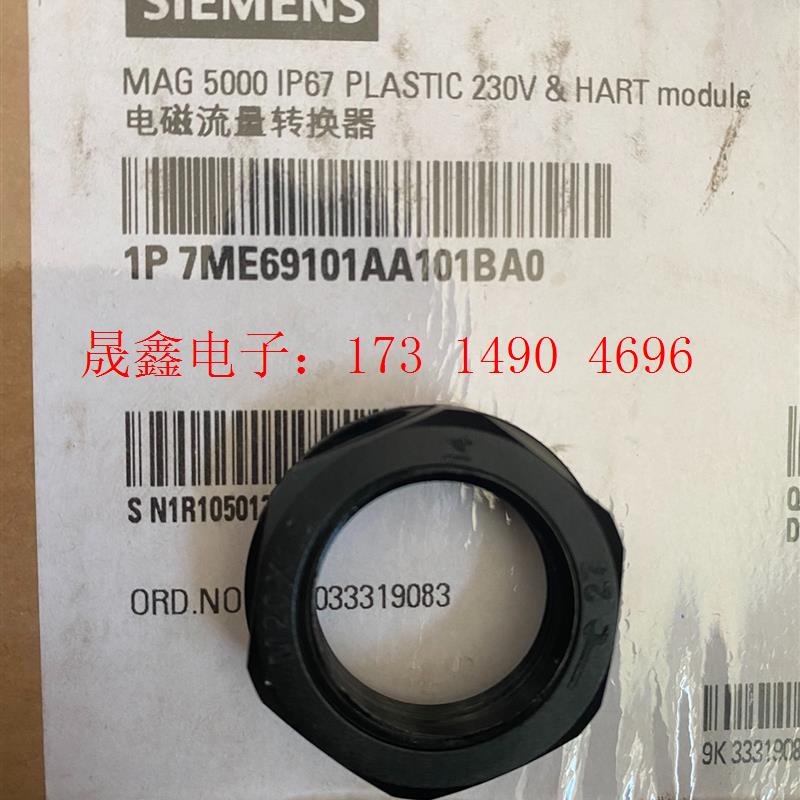 SIEMENS
MAG 5000 IP67 PLASTIC 230V & HART module
电磁流量转换器
1P 7ME69101AA101BA0
晟鑫电子：173 1490 4696
S N1R10501
ORD.NO 033319083
27
9K 3331908